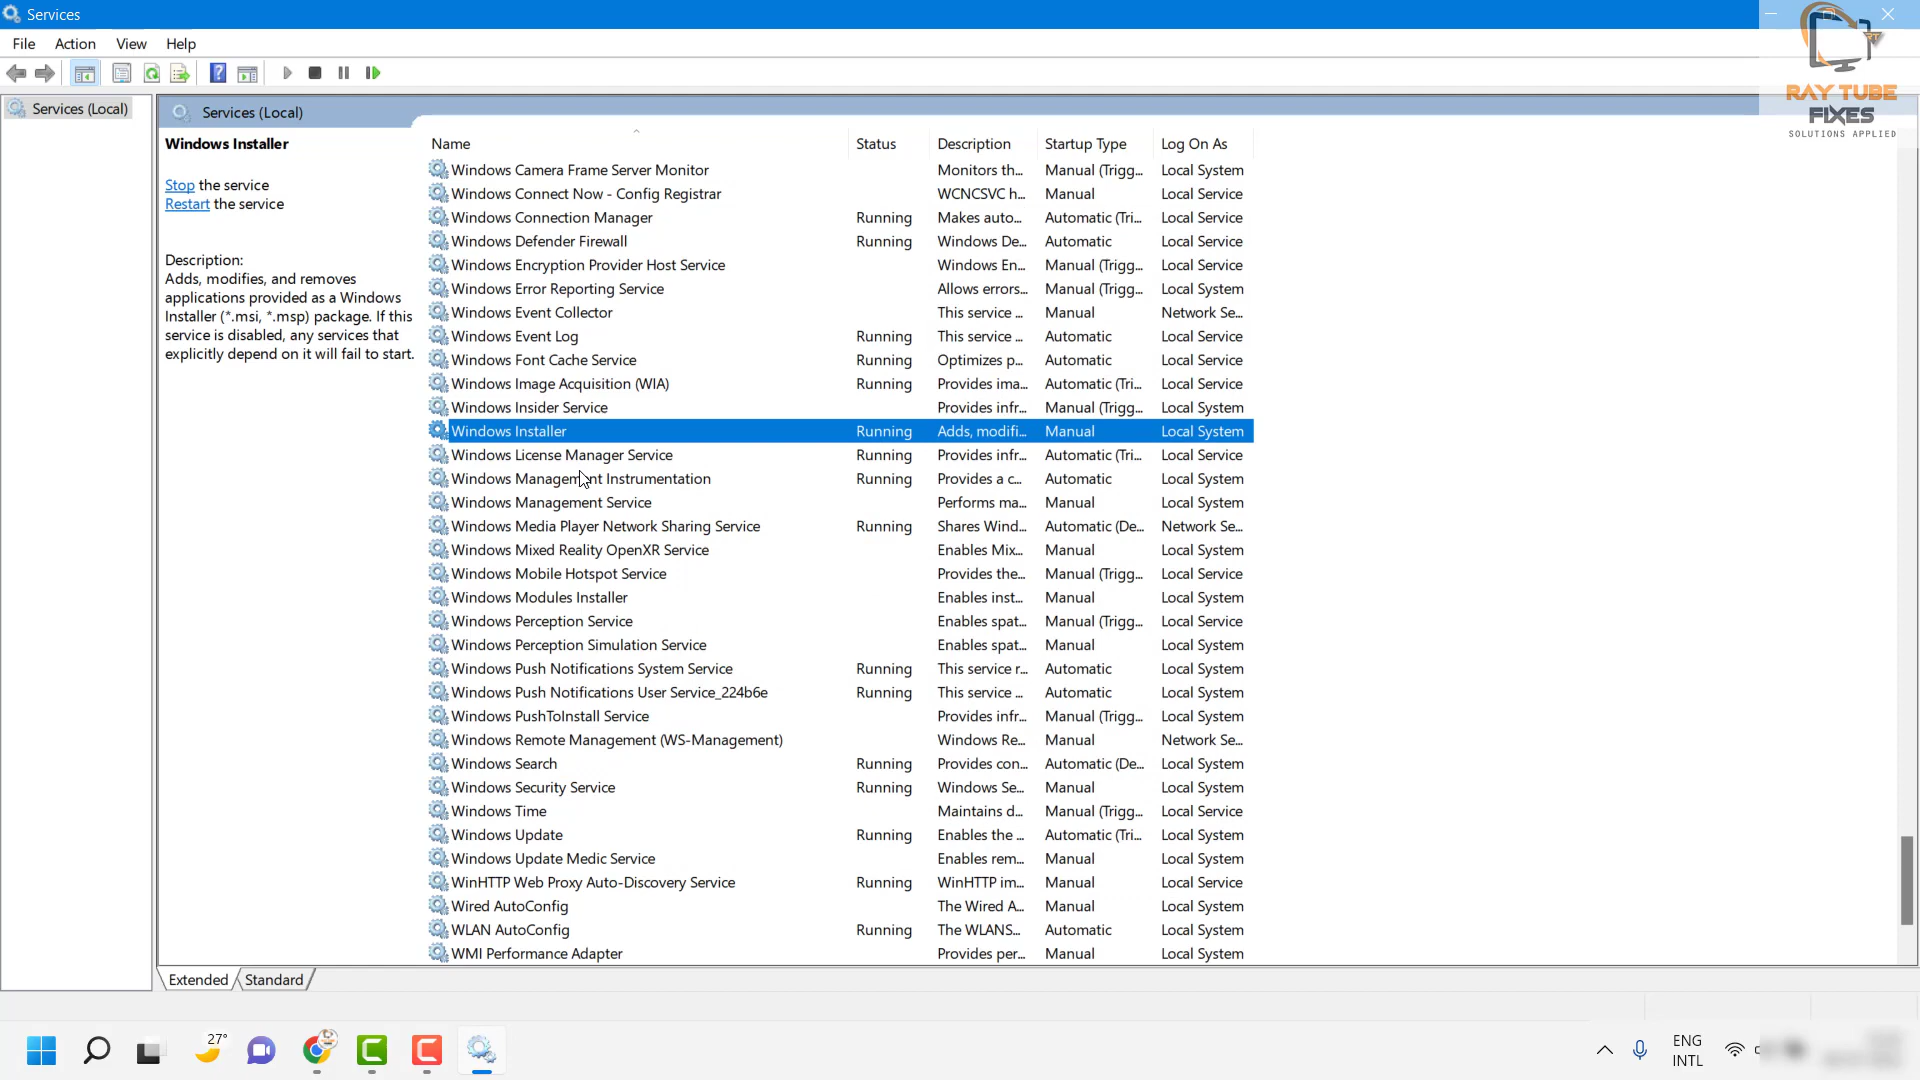 Services
File Action View Help
RAY TUBE
FIXES
SOLUTIONS APPLIED
Services (Local)
Services (Local)
Windows Installer
Stop the service
Restart the service
Description:
Adds, modifies, and removes
applications provided as a Windows
Installer (*.msi, *.msp) package. If this
service is disabled, any services that
explicitly depend on it will fail to start.
Name Status Description Startup Type Log On As
Windows Camera Frame Server Monitor Monitors th... Manual (Trigg... Local System
Windows Connect Now - Config Registrar WCNCSVC h... Manual Local Service
Windows Connection Manager Running Makes auto... Automatic (Tri... Local Service
Windows Defender Firewall Running Windows De... Automatic Local Service
Windows Encryption Provider Host Service Windows En... Manual (Trigg... Local Service
Windows Error Reporting Service Allows errors... Manual (Trigg... Local System
Windows Event Collector This service ... Manual Network Se...
Windows Event Log Running This service ... Automatic Local Service
Windows Font Cache Service Running Optimizes p... Automatic Local Service
Windows Image Acquisition (WIA) Running Provides ima... Automatic (Tri... Local Service
Windows Insider Service Provides infr... Manual (Trigg... Local System
Windows Installer Running Adds, modifi... Manual Local System
Windows License Manager Service Running Provides infr... Automatic (Tri... Local Service
Windows Management Instrumentation Running Provides a c... Automatic Local System
Windows Management Service Performs ma... Manual Local System
Windows Media Player Network Sharing Service Running Shares Wind... Automatic (De... Network Se...
Windows Mixed Reality OpenXR Service Enables Mix... Manual Local System
Windows Mobile Hotspot Service Provides the... Manual (Trigg... Local Service
Windows Modules Installer Enables inst... Manual Local System
Windows Perception Service Enables spat... Manual (Trigg... Local Service
Windows Perception Simulation Service Enables spat... Manual Local System
Windows Push Notifications System Service Running This service r... Automatic Local System
Windows Push Notifications User Service_224b6e Running This service ... Automatic Local System
Windows PushToInstall Service Provides infr... Manual (Trigg... Local System
Windows Remote Management (WS-Management) Windows Re... Manual Network Se...
Windows Search Running Provides con... Automatic (De... Local System
Windows Security Service Running Windows Se... Manual Local System
Windows Time Maintains d... Manual (Trigg... Local Service
Windows Update Running Enables the ... Automatic (Tri... Local System
Windows Update Medic Service Enables rem... Manual Local System
WinHTTP Web Proxy Auto-Discovery Service Running WinHTTP im... Manual Local Service
Wired AutoConfig The Wired A... Manual Local System
WLAN AutoConfig Running The WLANS... Automatic Local System
WMI Performance Adapter Provides per... Manual Local System
Extended Standard
27°
ENG
INTL